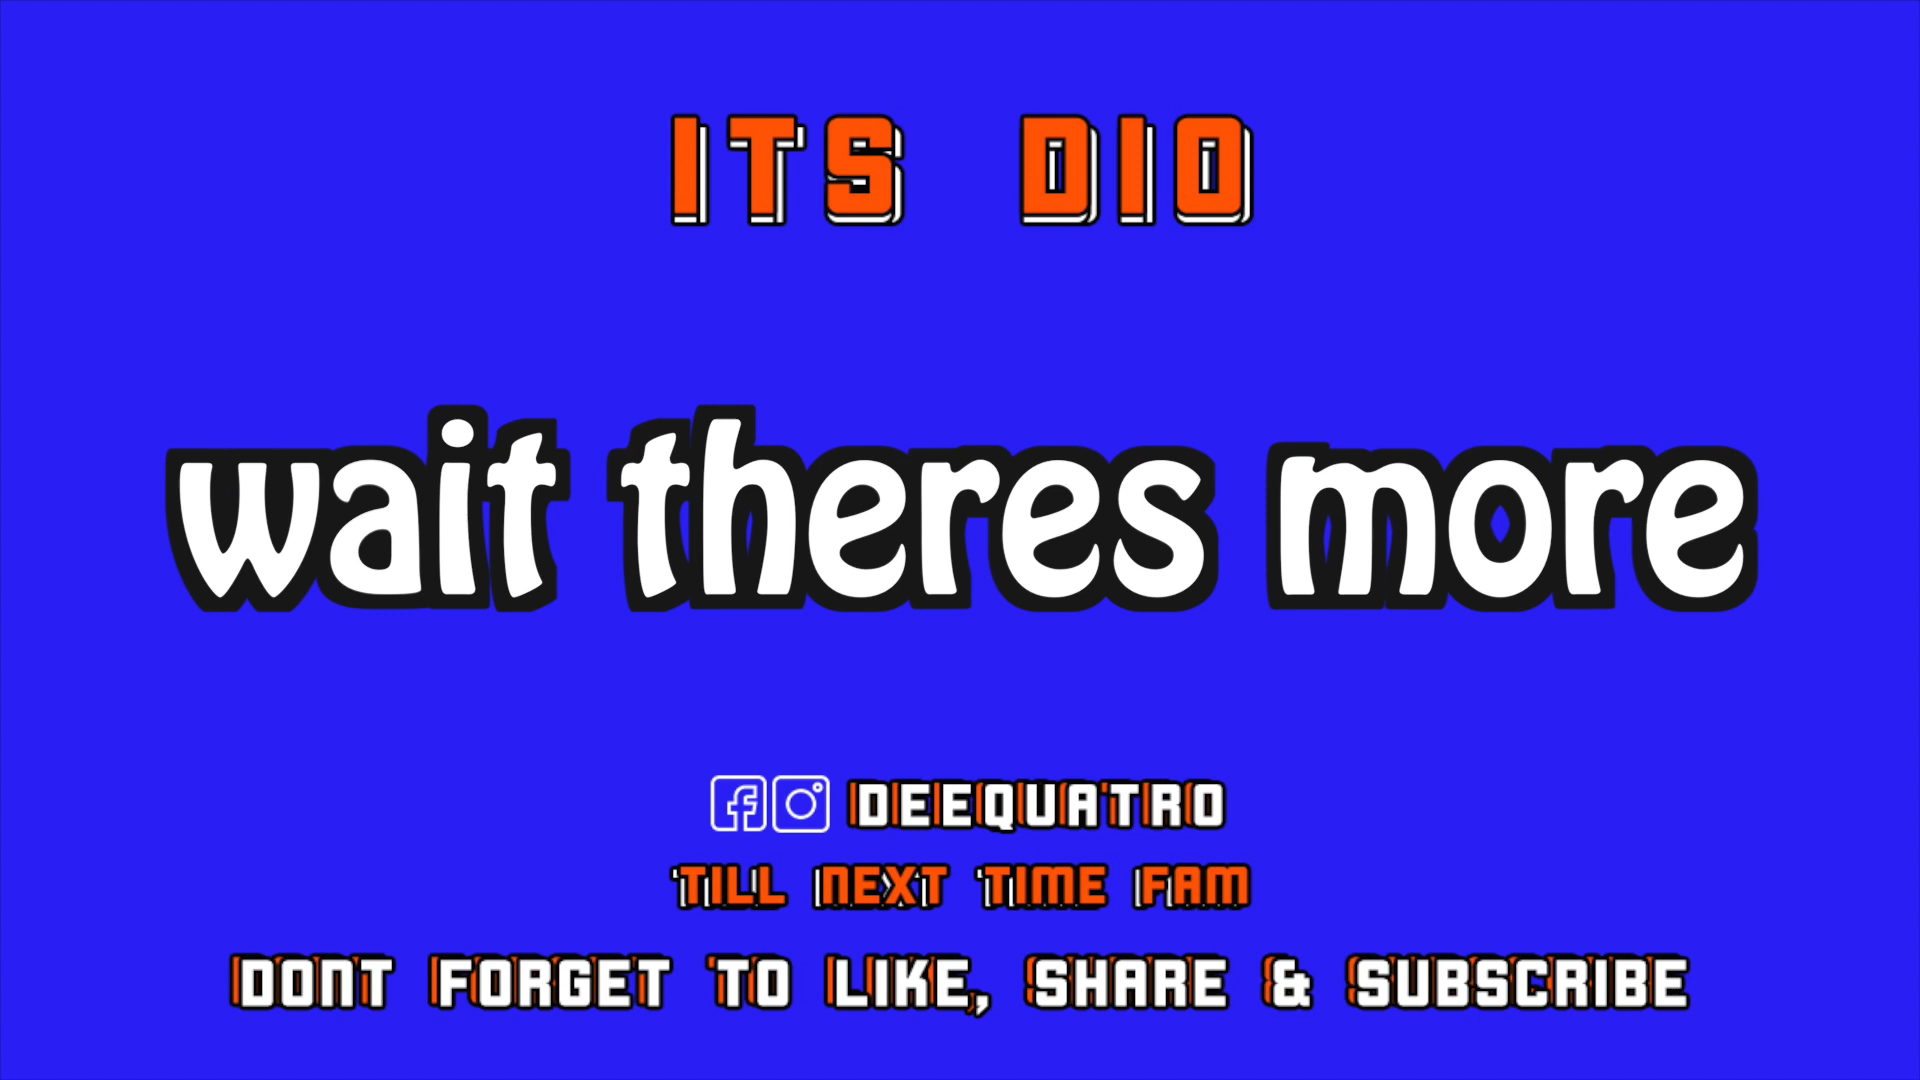 ITS DIO
wait theres more
DEEQUATRO
TILL NEXT TIME FAM
DONT FORGET TO LIKE, SHARE & SUBSCRIBE